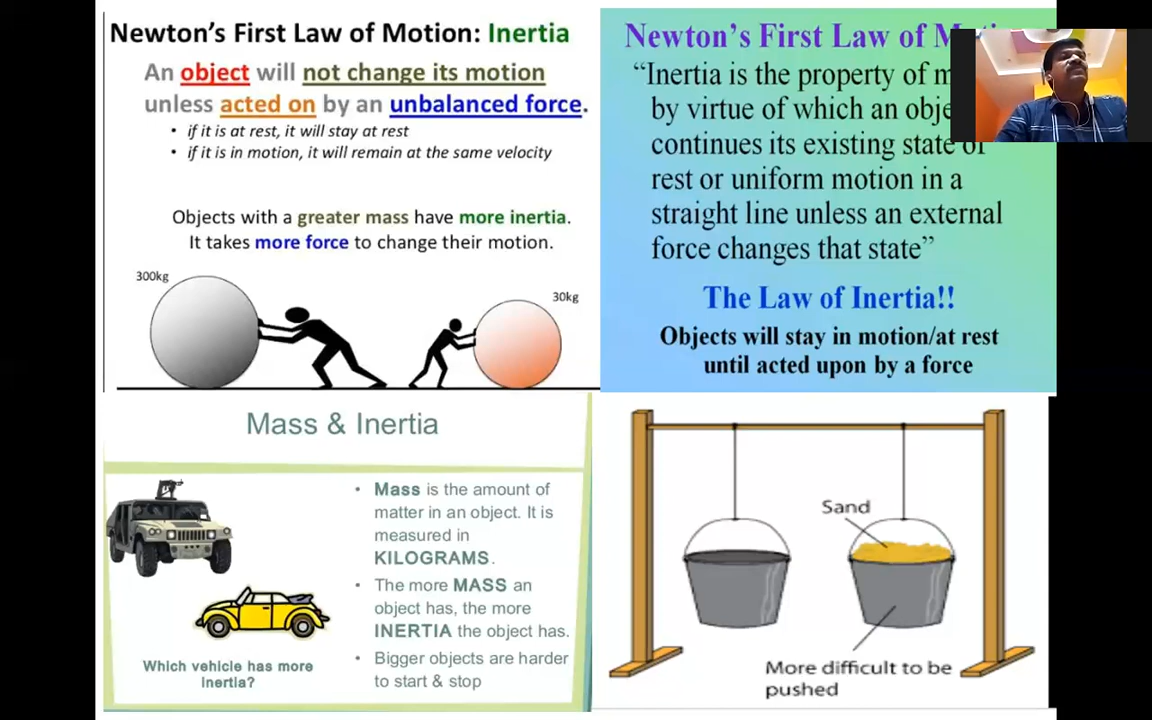 Newton's First Law of Motion: Inertia
An object will not change its motion
unless acted on by an unbalanced force.
• if it is at rest, it will stay at rest
• if it is in motion, it will remain at the same velocity
Objects with a greater mass have more inertia.
It takes more force to change their motion.
300kg
30kg
Newton's First Law of
"Inertia is the property of
by virtue of which an
continues its existing state of
rest or uniform motion in a
straight line unless an external
force changes that state"
The Law of Inertia!!
Objects will stay in motion/at rest
until acted upon by a force
Mass & Inertia
• Mass is the amount of
matter in an object. It is
measured in
KILOGRAMS.
• The more MASS an
object has, the more
INERTIA the object has.
• Bigger objects are harder
to start & stop
Which vehicle has more
inertia?
Sand
More difficult to be
pushed